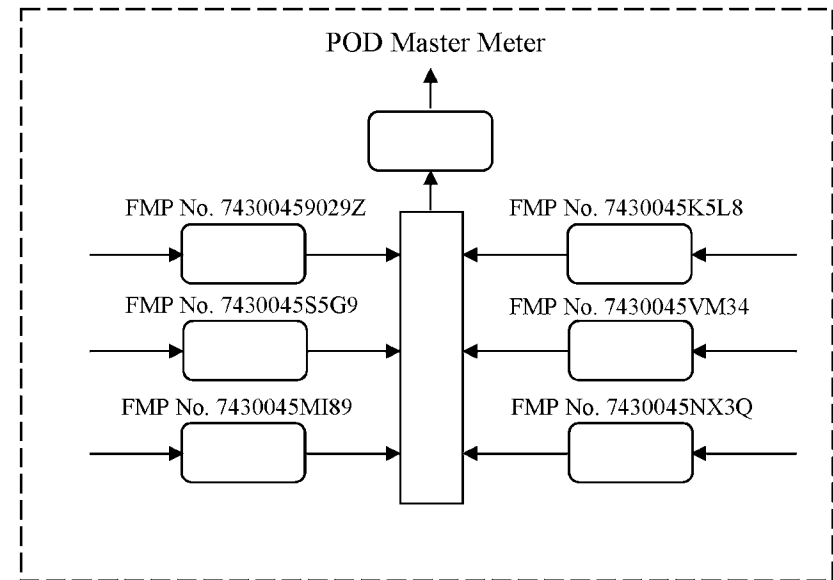 POD Master Meter
FMP No. 74300459029Z
FMP No. 7430045K5L8
FMP No. 7430045S5G9
FMP No. 7430045VM34
FMP No. 7430045MI89
FMP No. 7430045NX3Q